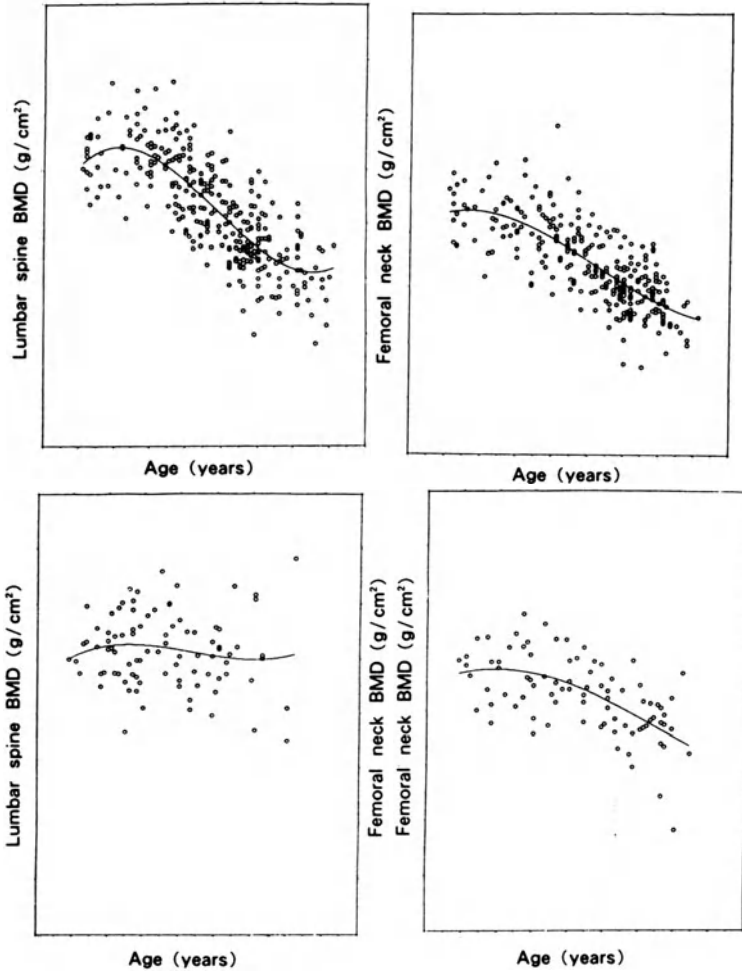 Lumbar spine BMD (g/cm²)
Age (years)
Femoral neck BMD (g/cm²)
Age (years)
Lumbar spine BMD (g/cm²)
Age (years)
Femoral neck BMD (g/cm²)
Femoral neck BMD (g/cm²)
Age (years)